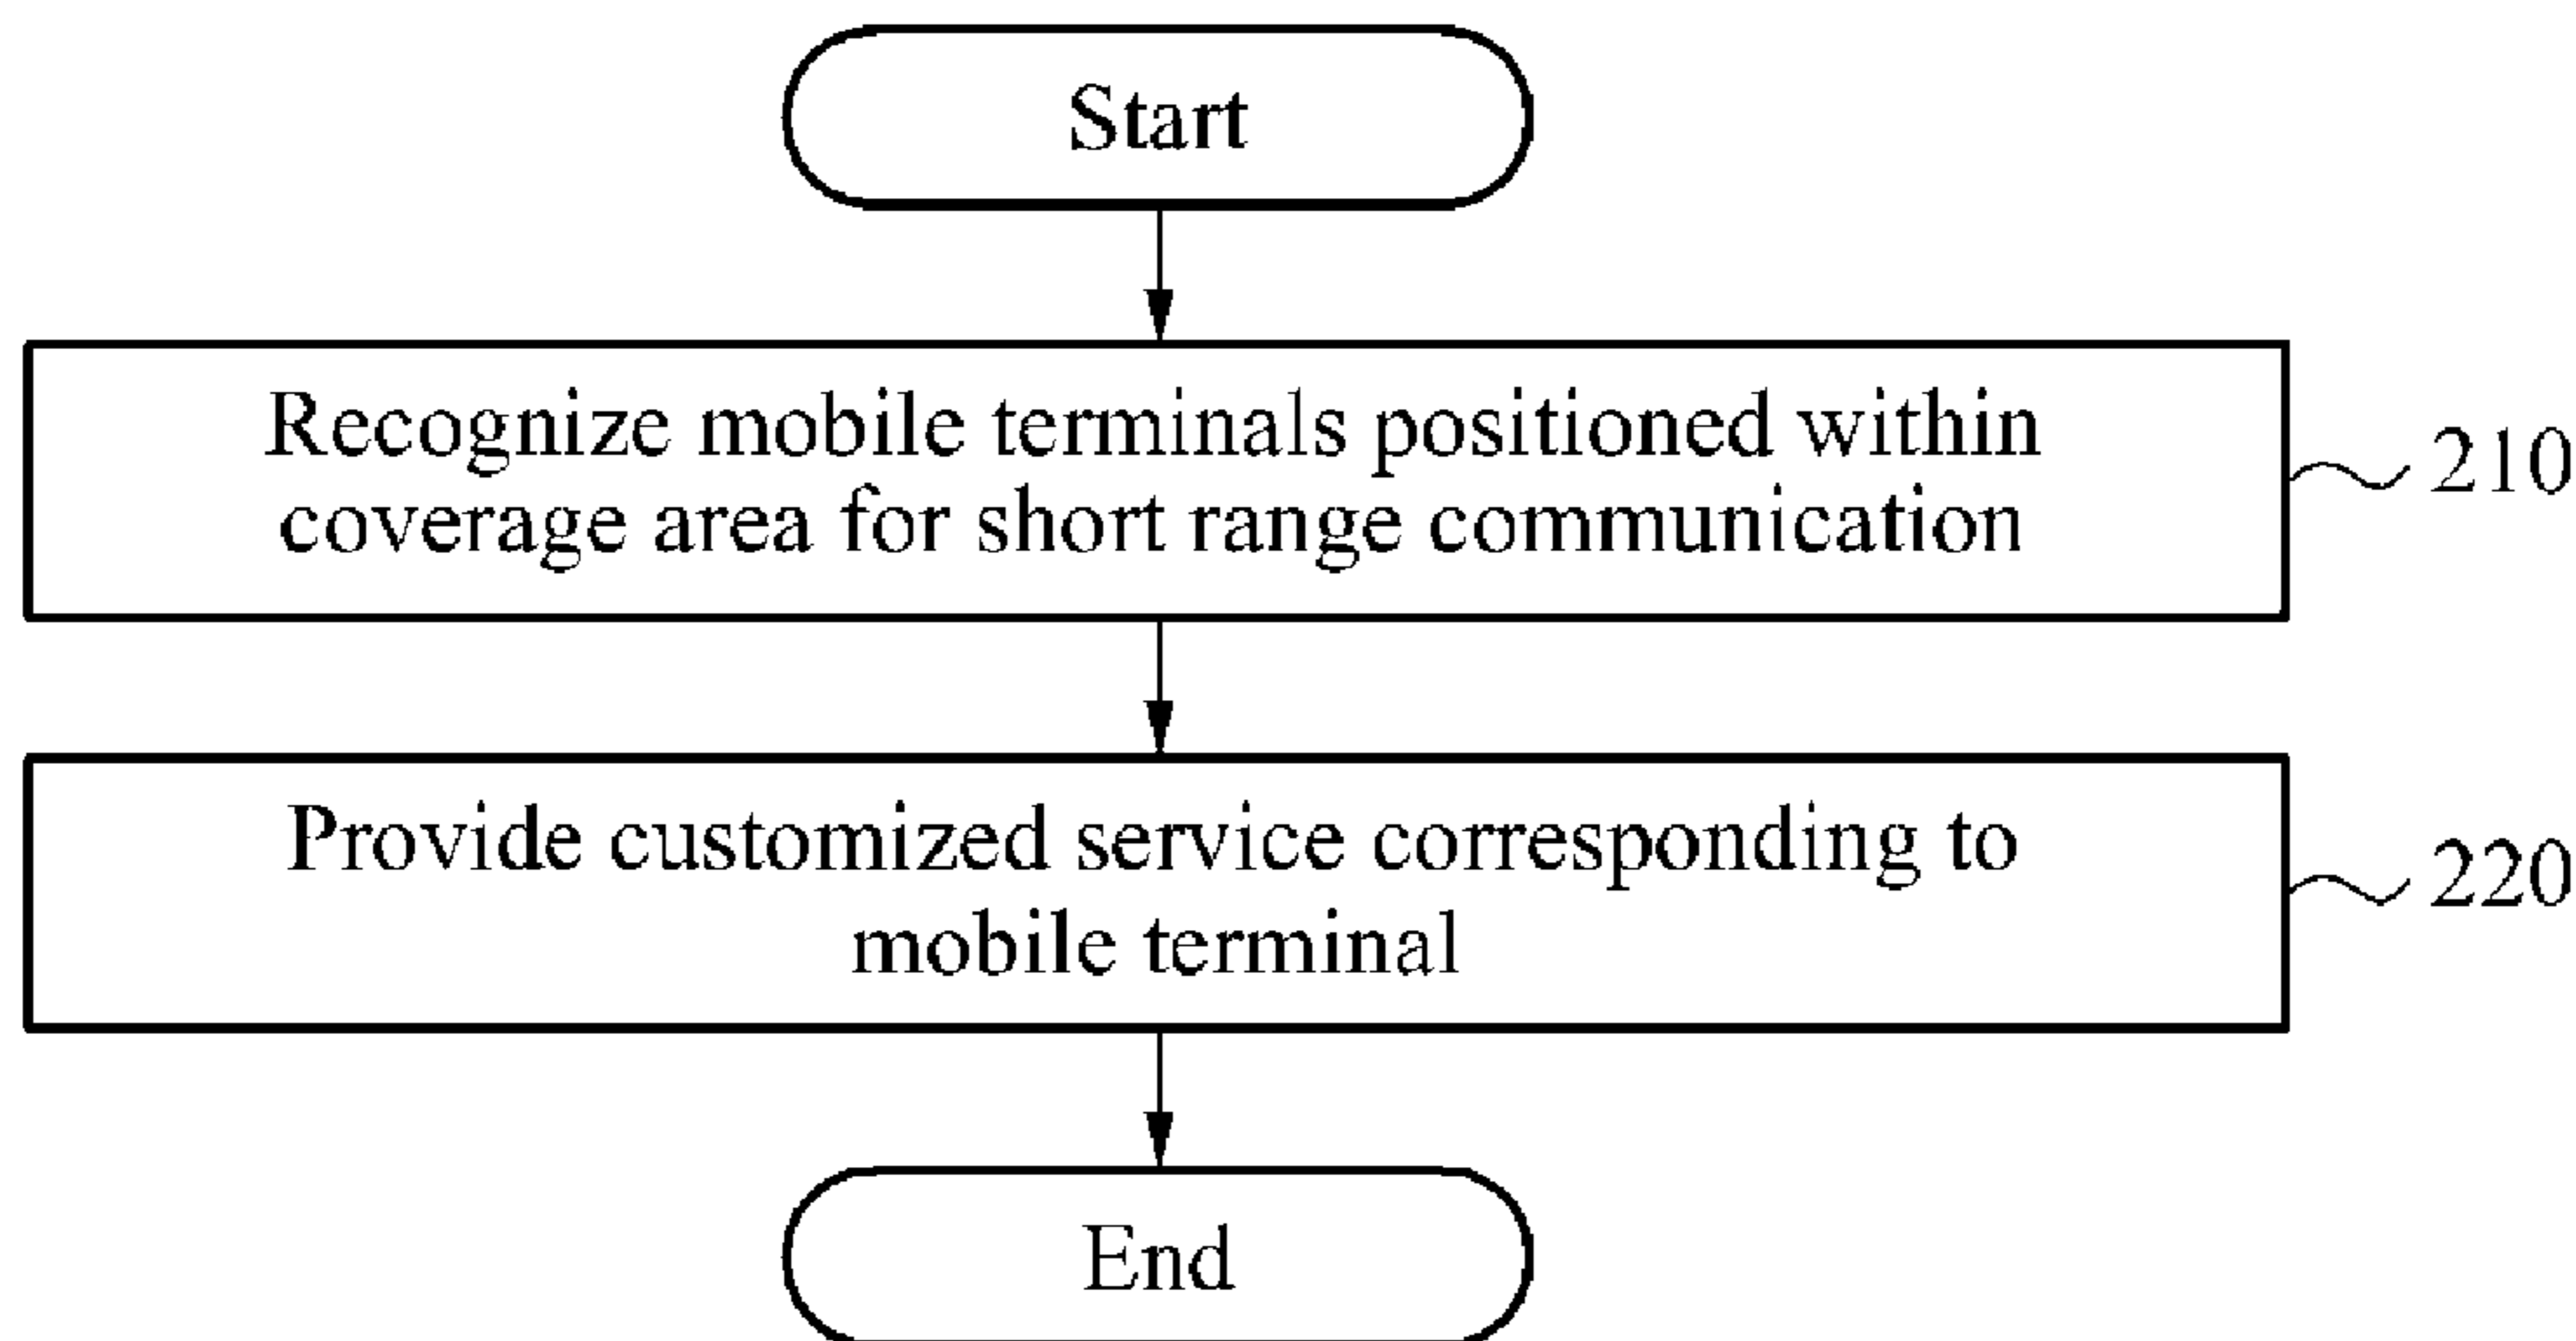 Start
Recognize mobile terminals positioned within
coverage area for short range communication
210
Provide customized service corresponding to
mobile terminal
220
End